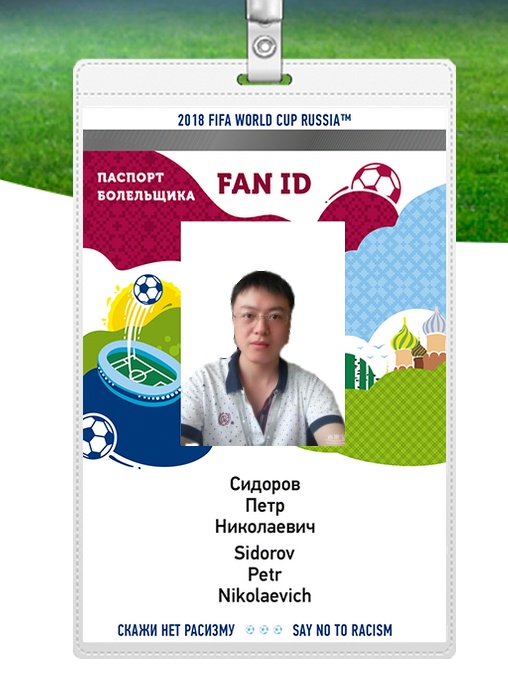 2018 FIFA WORLD CUP RUSSIA™
ПАСПОРТ
БОЛЕЛЬЩИКА
FAN ID
Сидоров
Петр
Николаевич
Sidorov
Petr
Nikolaevich
СКАЖИ НЕТ РАСИЗМУ
SAY NO TO RACISM